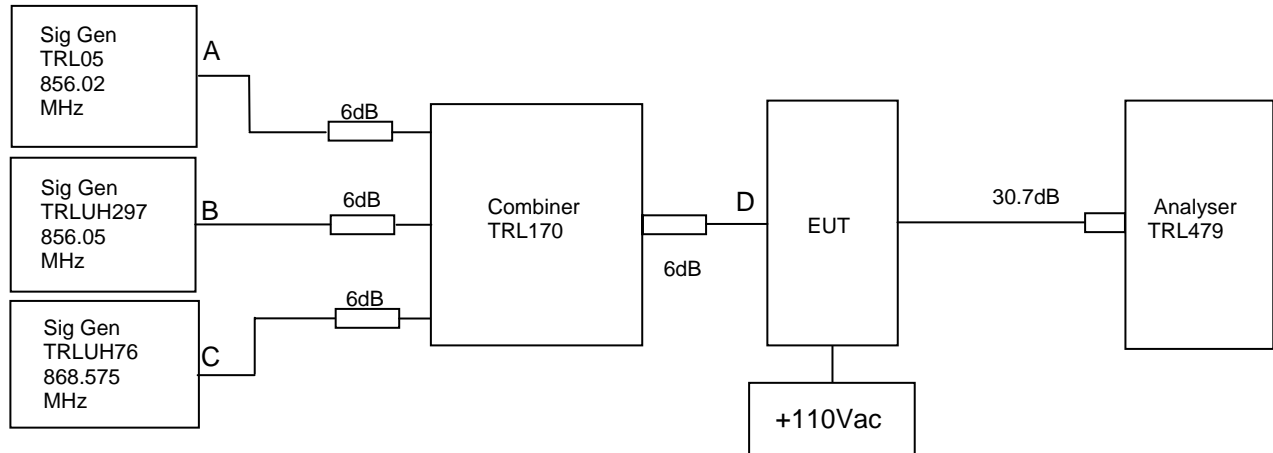 Sig Gen
TRL05
856.02
MHz
A
6dB
Sig Gen
TRLUH297
856.05
MHz
B
6dB
Sig Gen
TRLUH76
868.575
MHz
C
6dB
Combiner
TRL170
6dB
D
EUT
+110Vac
30.7dB
Analyser
TRL479